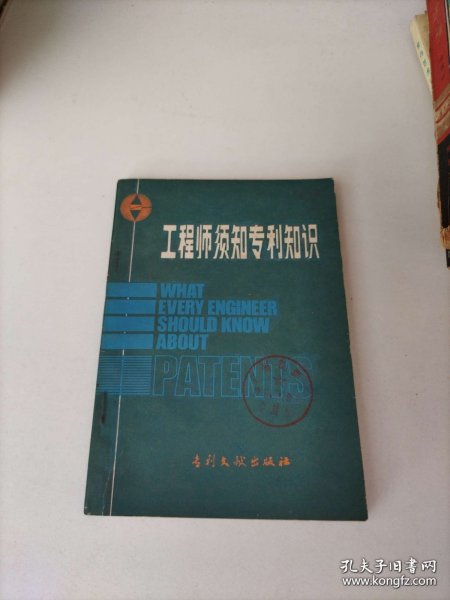 工程师须知专利知识
WHAT
EVERY ENGINEER
SHOULD KNOW
ABOUT
PATENTS
专利文献出版社
孔夫子旧书网
www.kongfz.com